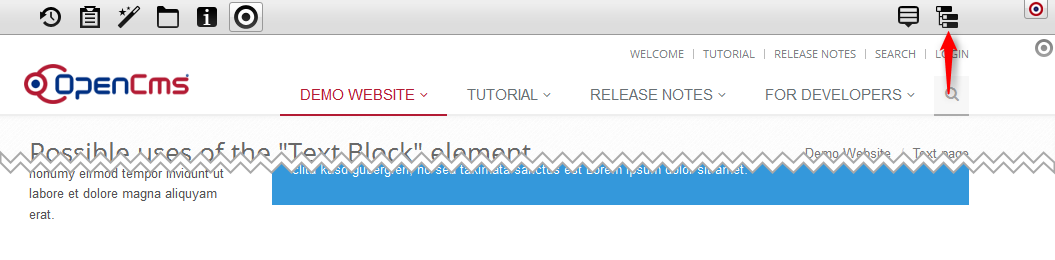 WELCOME | TUTORIAL | RELEASE NOTES | SEARCH | LOGIN
OpenCms
DEMO WEBSITE TUTORIAL RELEASE NOTES FOR DEVELOPERS
Possible uses of the "Text Block" element
Demo Website | Text page
nonumy eirmod tempor invidunt ut
labore et dolore magna aliquyam
erat.
clita kasd gubergren, no sea takimata sanctus est Lorem ipsum dolor sit amet.